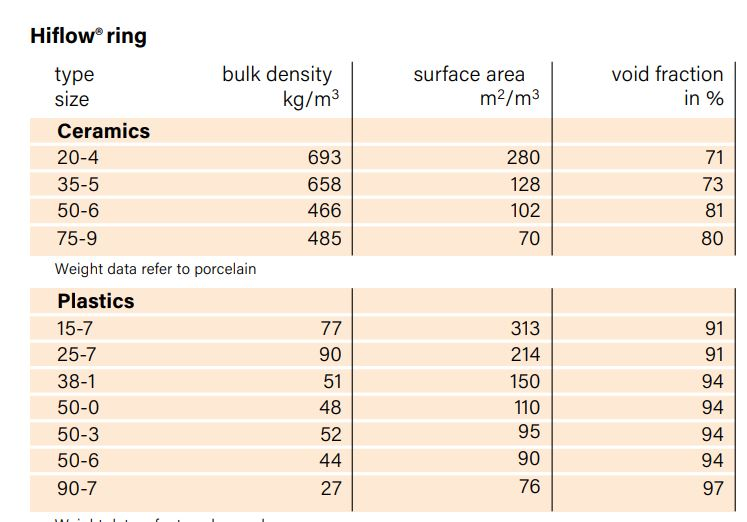 Hiflow® ring
type bulk density surface area void fraction
size kg/m³ m²/m³ in %
Ceramics
20-4 693 280 71
35-5 658 128 73
50-6 466 102 81
75-9 485 70 80
Weight data refer to porcelain
Plastics
15-7 77 313 91
25-7 90 214 91
38-1 51 150 94
50-0 48 110 94
50-3 52 95 94
50-6 44 90 94
90-7 27 76 97